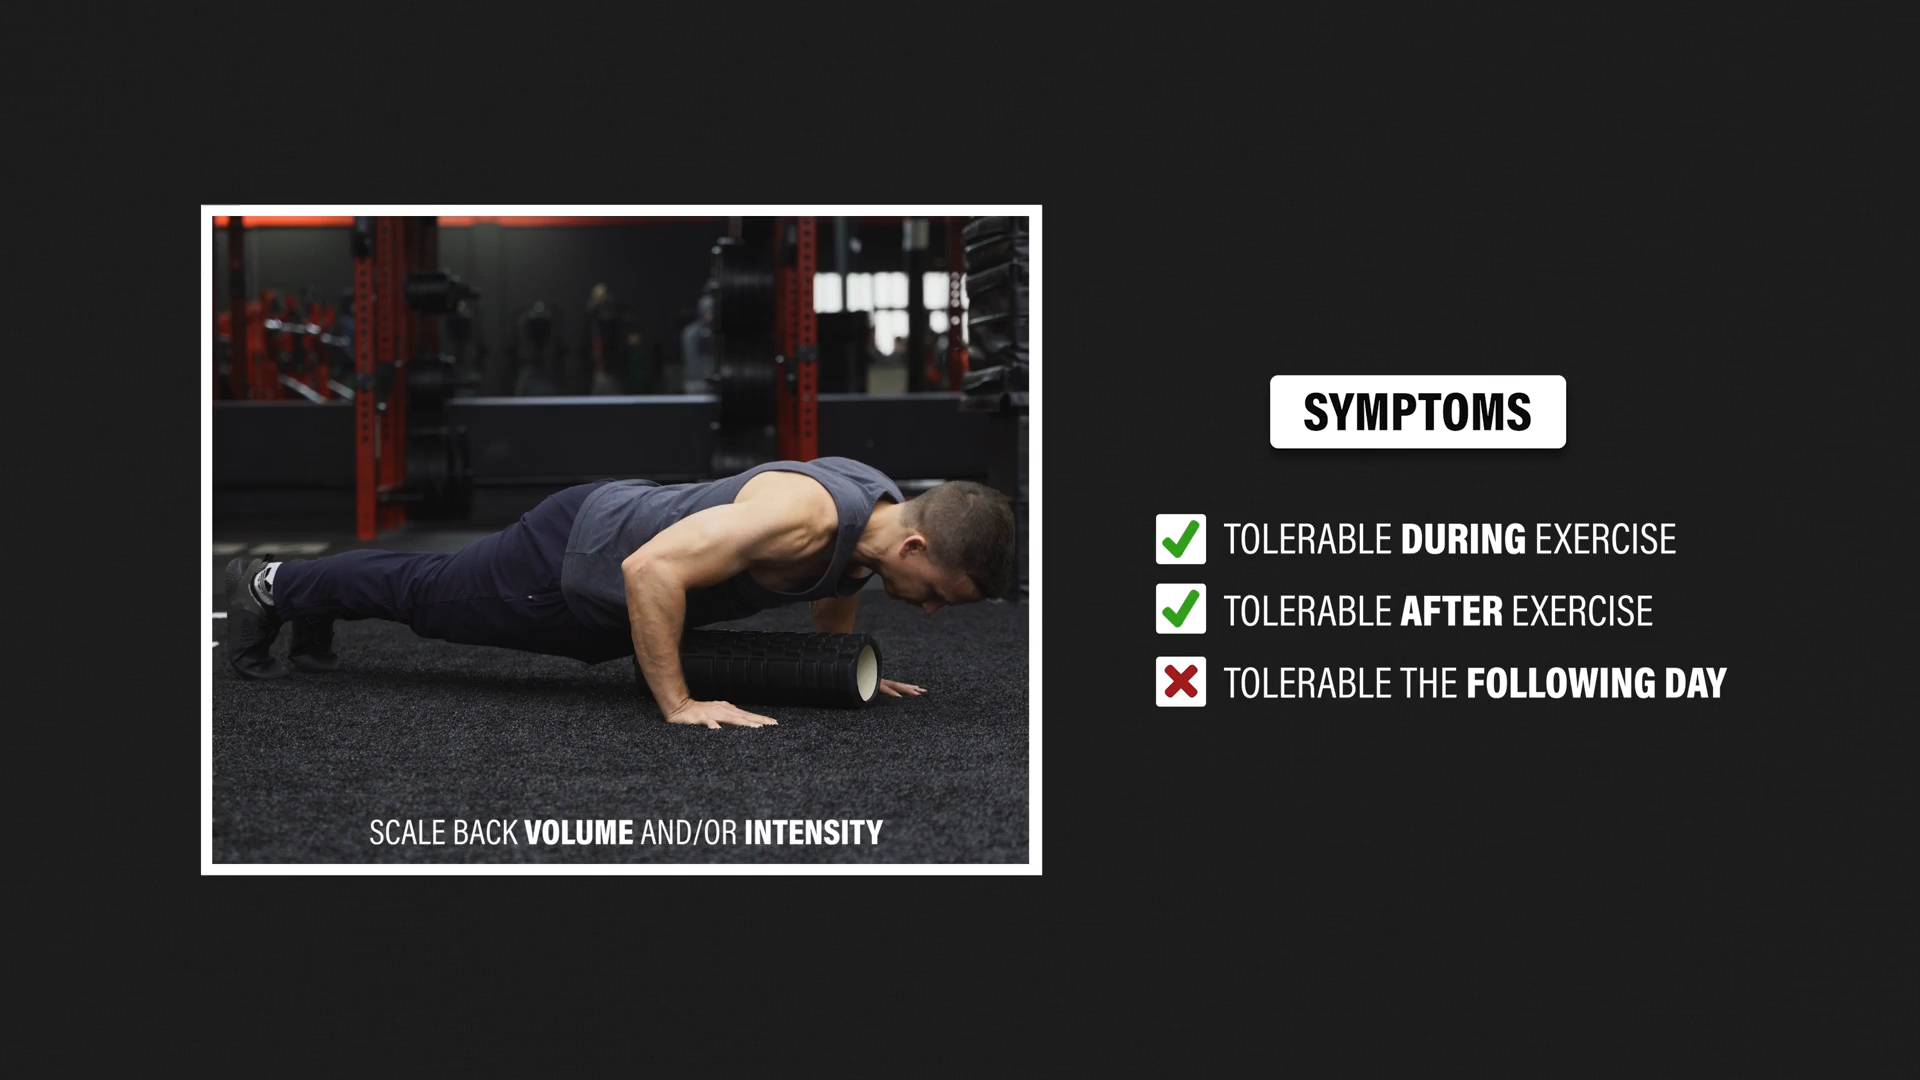 SYMPTOMS
TOLERABLE DURING EXERCISE
TOLERABLE AFTER EXERCISE
TOLERABLE THE FOLLOWING DAY
SCALE BACK VOLUME AND/OR INTENSITY